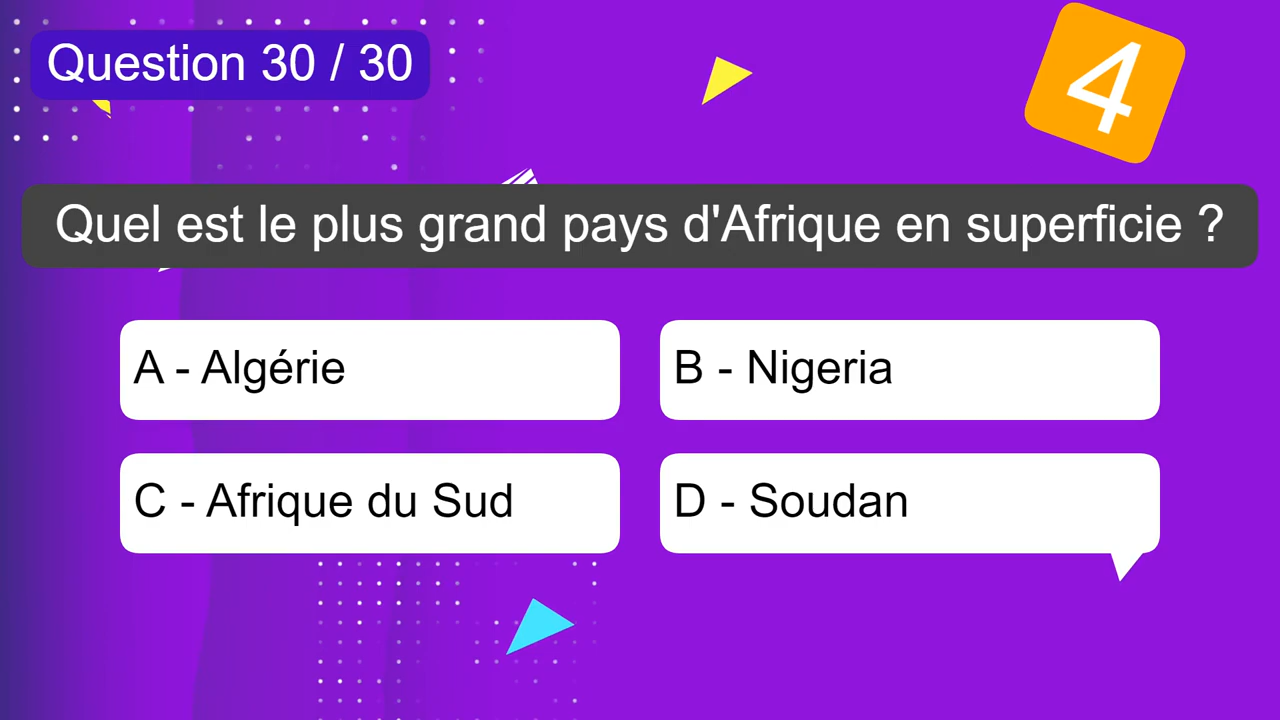 Question 30 / 30
4
Quel est le plus grand pays d'Afrique en superficie ?
A - Algérie
B - Nigeria
C - Afrique du Sud
D - Soudan